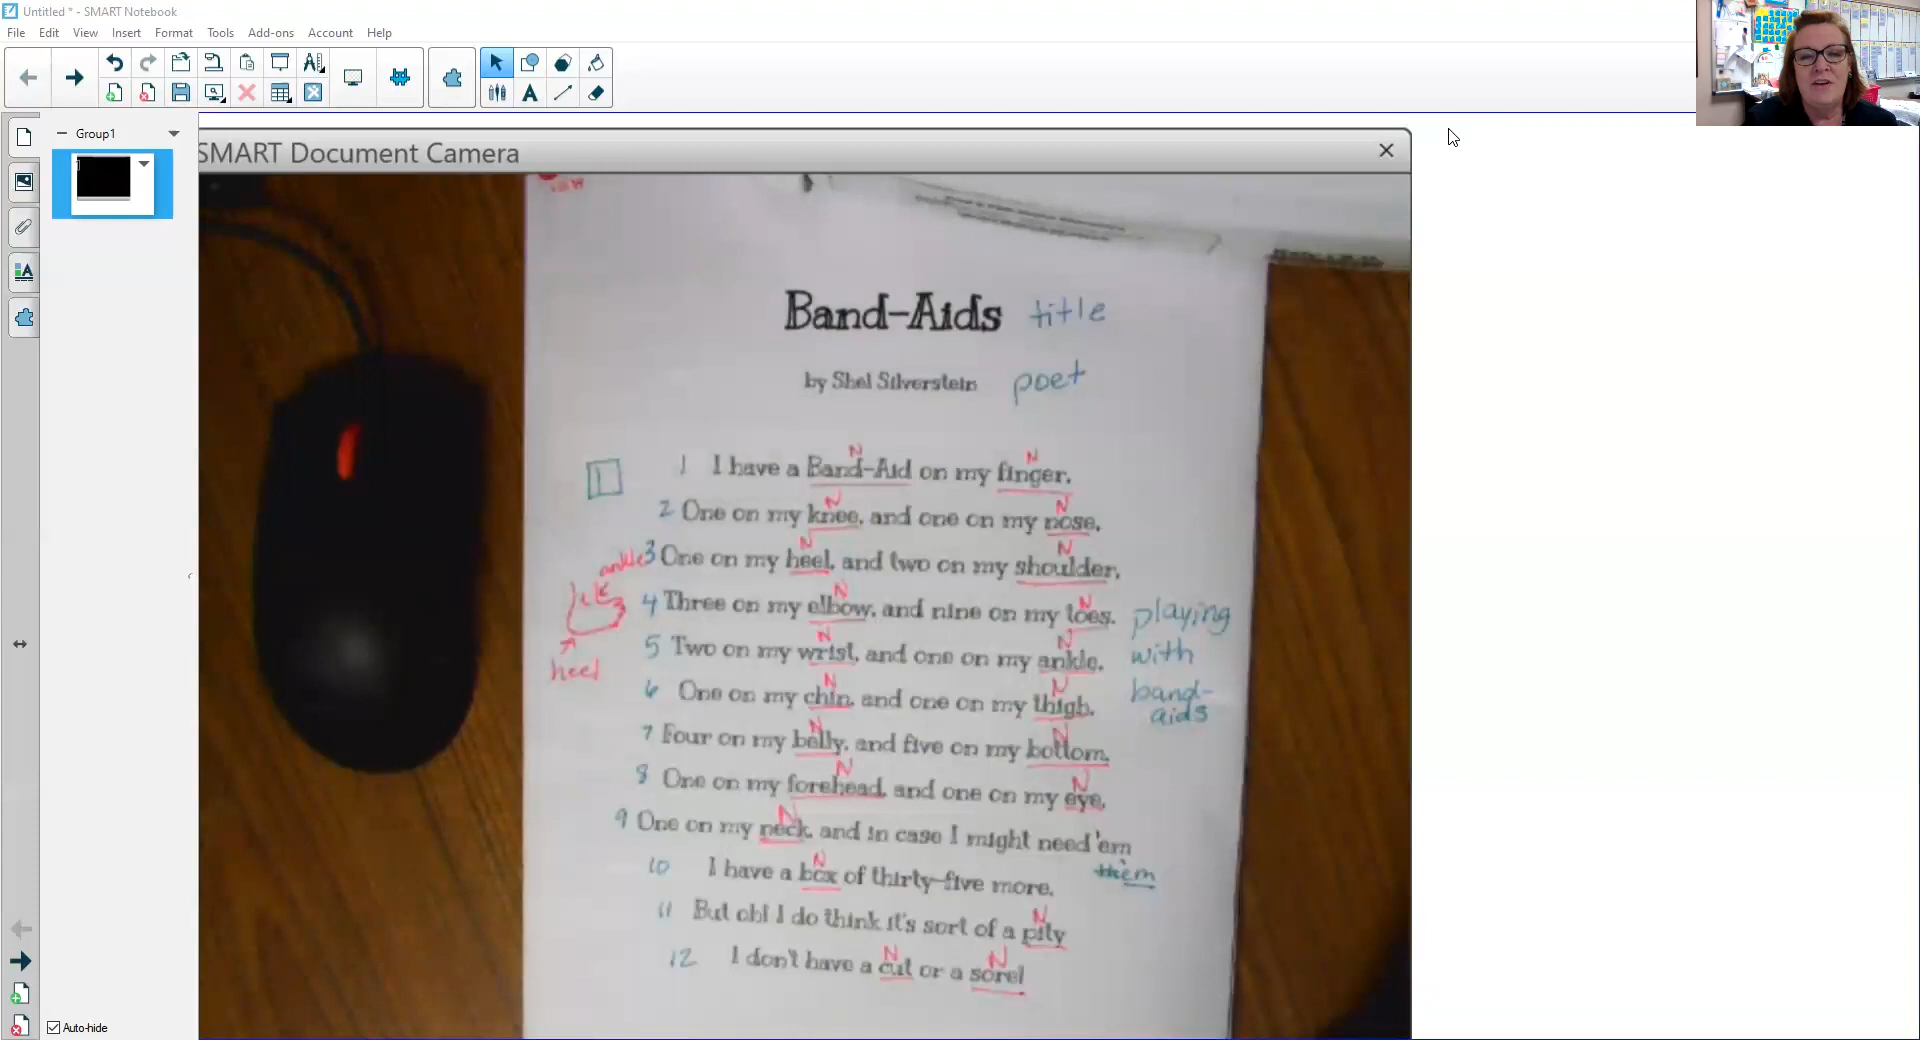 Untitled * - SMART Notebook
File Edit View Insert Format Tools Add-ons Account Help
Group1
SMART Document Camera
Band-Aids title
by Shel Silverstein poet
1
1 I have a Band-Aid on my finger,
N N
2 One on my knee, and one on my nose,
N N
3 One on my heel, and two on my shoulder,
N N
ankle
4 Three on my elbow, and nine on my toes.
N N
playing
5 Two on my wrist, and one on my ankle,
N N
with
heel
6 One on my chin, and one on my thigh,
N N
band-
aids
7 Four on my belly, and five on my bottom,
N N
8 One on my forehead, and one on my eye,
N N
9 One on my neck, and in case I might need 'em
N
them
10 I have a box of thirty-five more.
N
11 But oh! I do think it's sort of a pity
N
12 I don't have a cut or a sore!
N N
Auto-hide